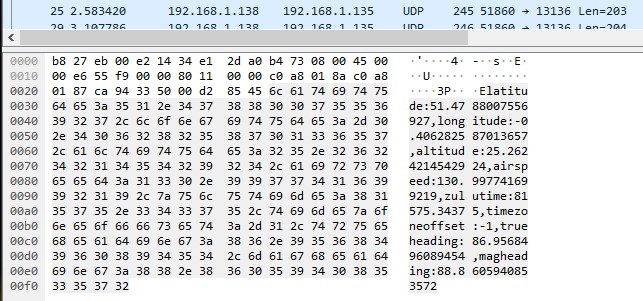 25 2.583420 192.168.1.138 192.168.1.135 UDP 245 51860 → 13136 Len=203
29 3.107786 192.168.1.138 192.168.1.135 UDP 246 51860 → 13136 Len=204
0000 b8 27 eb 00 e2 14 34 e1 2d a0 b4 73 08 00 45 00 ·'····4· -··s··E·
0010 00 e6 55 f9 00 00 80 11 00 00 c0 a8 01 8a c0 a8 ··U····· ········
0020 01 87 ca 94 33 50 00 d2 85 45 6c 61 74 69 74 75 ····3P·· ·Elatitu
0030 64 65 3a 35 31 2e 34 37 38 38 30 30 37 35 35 36 de:51.47 88007556
0040 39 32 37 2c 6c 6f 6e 67 69 74 75 64 65 3a 2d 30 927,long itude:-0
0050 2e 34 30 36 32 38 32 35 38 37 30 31 33 36 35 37 .4062825 87013657
0060 2c 61 6c 74 69 74 75 64 65 3a 32 35 2e 32 36 32 ,altitud e:25.262
0070 34 32 31 34 35 34 32 39 32 34 2c 61 69 72 73 70 42145429 24,airsp
0080 65 65 64 3a 31 33 30 2e 39 39 37 37 34 31 36 39 eed:130. 99774169
0090 39 32 31 39 2c 7a 75 6c 75 74 69 6d 65 3a 38 31 9219,zul utime:81
00a0 35 37 35 2e 33 34 33 37 35 2c 74 69 6d 65 7a 6f 575.3437 5,timezo
00b0 6e 65 6f 66 66 73 65 74 3a 2d 31 2c 74 72 75 65 neoffset :-1,true
00c0 68 65 61 64 69 6e 67 3a 38 36 2e 39 35 36 38 34 heading: 86.95684
00d0 39 36 30 38 39 34 35 34 2c 6d 61 67 68 65 61 64 96089454 ,maghead
00e0 69 6e 67 3a 38 38 2e 38 36 30 35 39 34 30 38 35 ing:88.8 60594085
00f0 33 35 37 32 3572